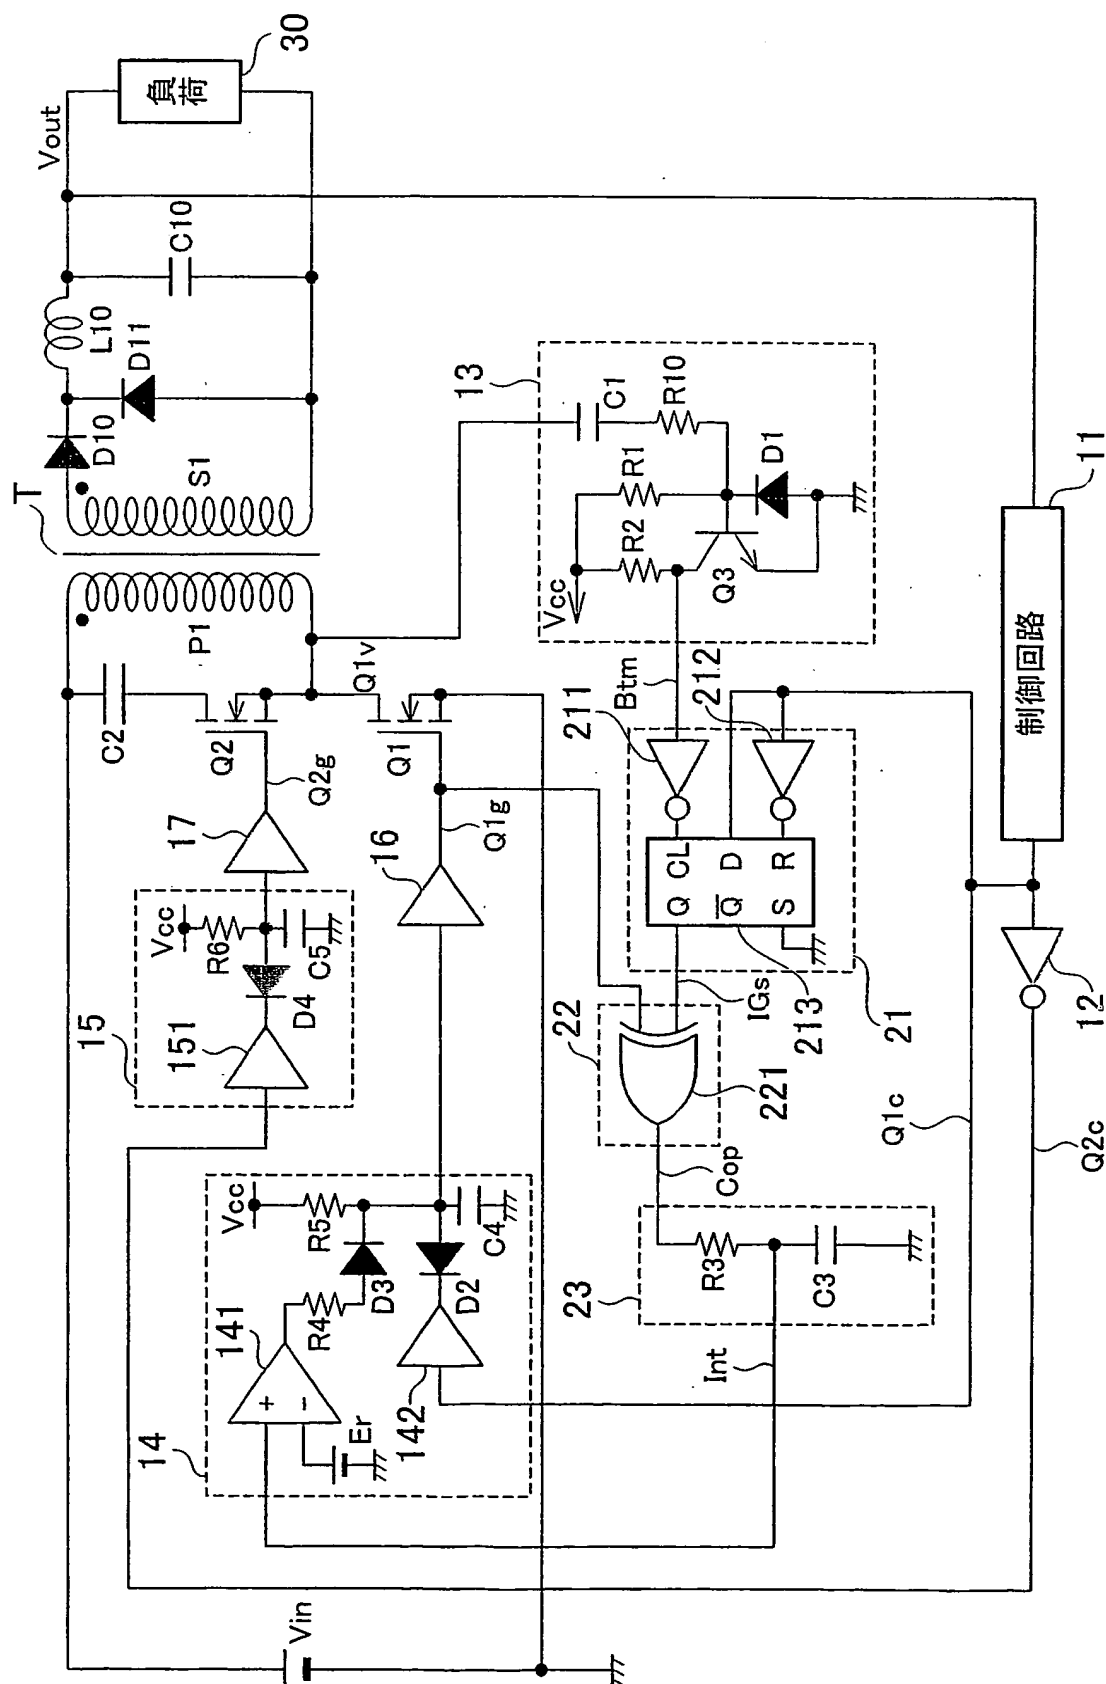 30
負荷
Vout
C10
L10
D11
D10
S1
T
P1
C2
Q2
Q2g
17
Vcc
R6
C5
D4
15
151
Q1v
Q1
Q1g
16
13
C1
R10
R1
R2
D1
Vcc
Q3
Btm
211
212
CL
D
R
Q
Q
S
213
21
IGs
22
221
Cop
11
制御回路
12
Q1c
Q2c
Vcc
R5
C4
D3
D2
R4
141
+
−
142
Er
14
23
R3
C3
Int
Vin